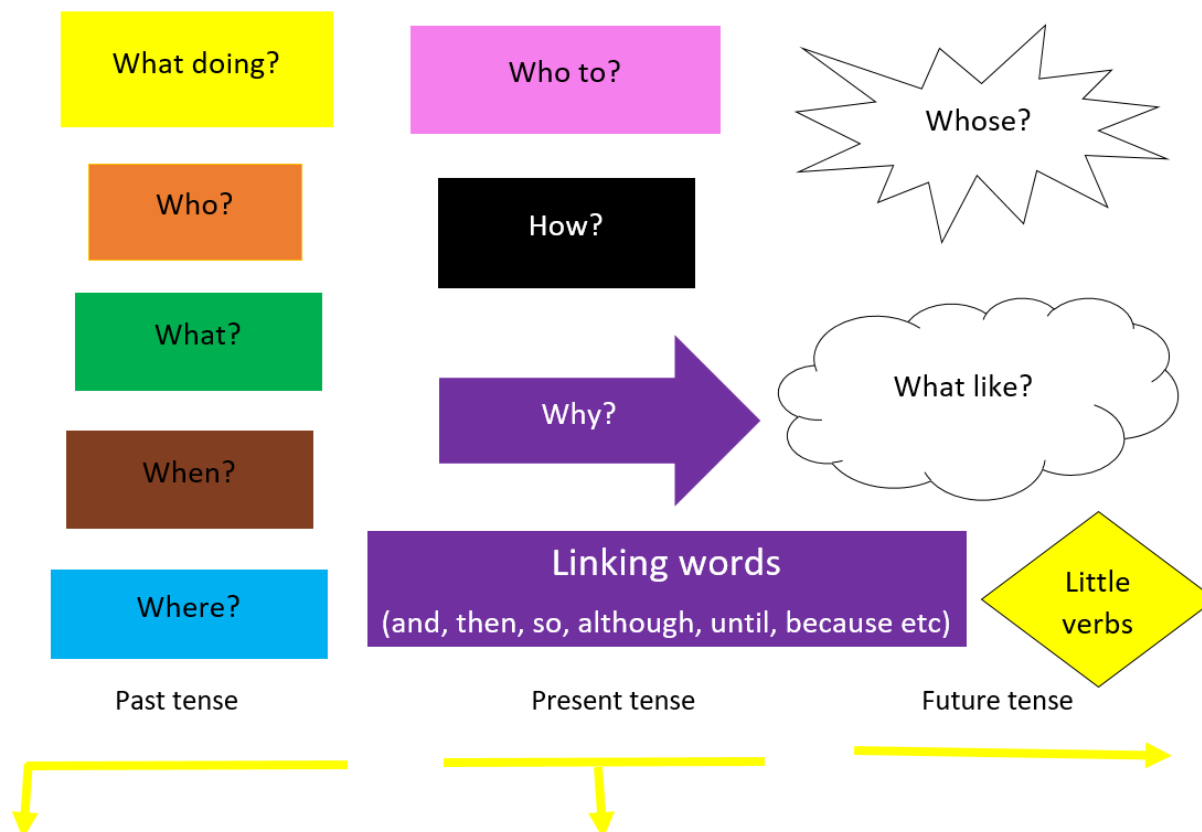 What doing?
Who?
What?
When?
Where?
Who to?
How?
Why?
Whose?
What like?
Linking words
(and, then, so, although, until, because etc)
Little
verbs
Past tense
Present tense
Future tense